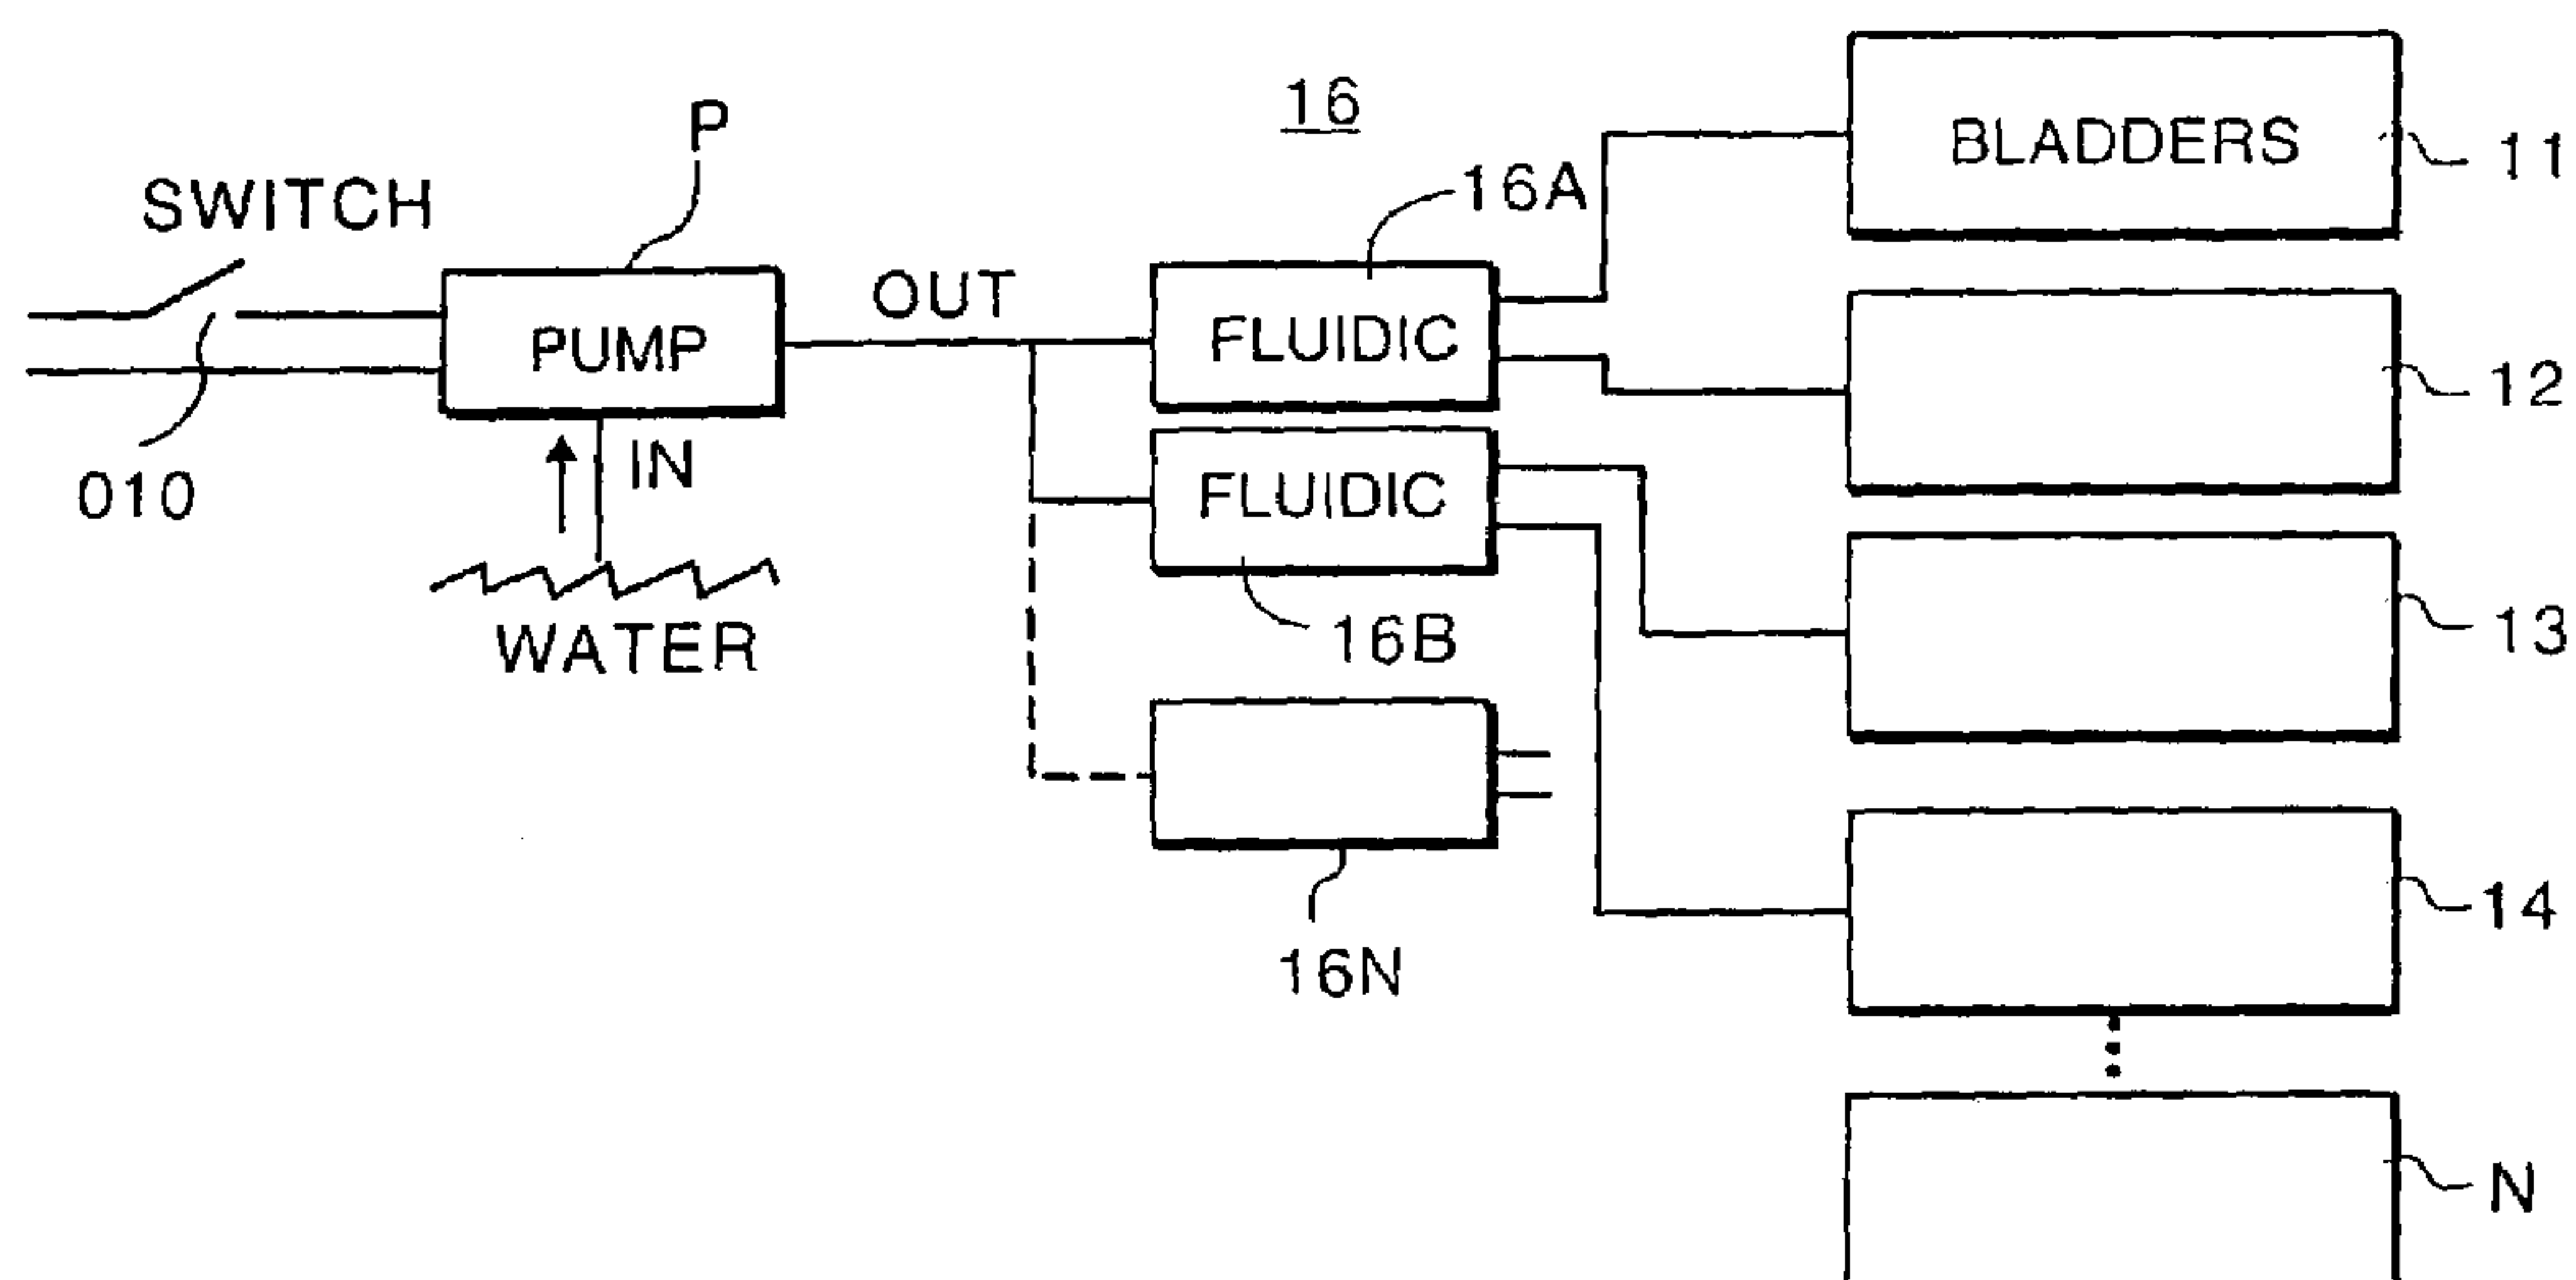 SWITCH
010
P
PUMP
IN
WATER
OUT
16
16A
FLUIDIC
FLUIDIC
16B
16N
BLADDERS
11
12
13
14
N